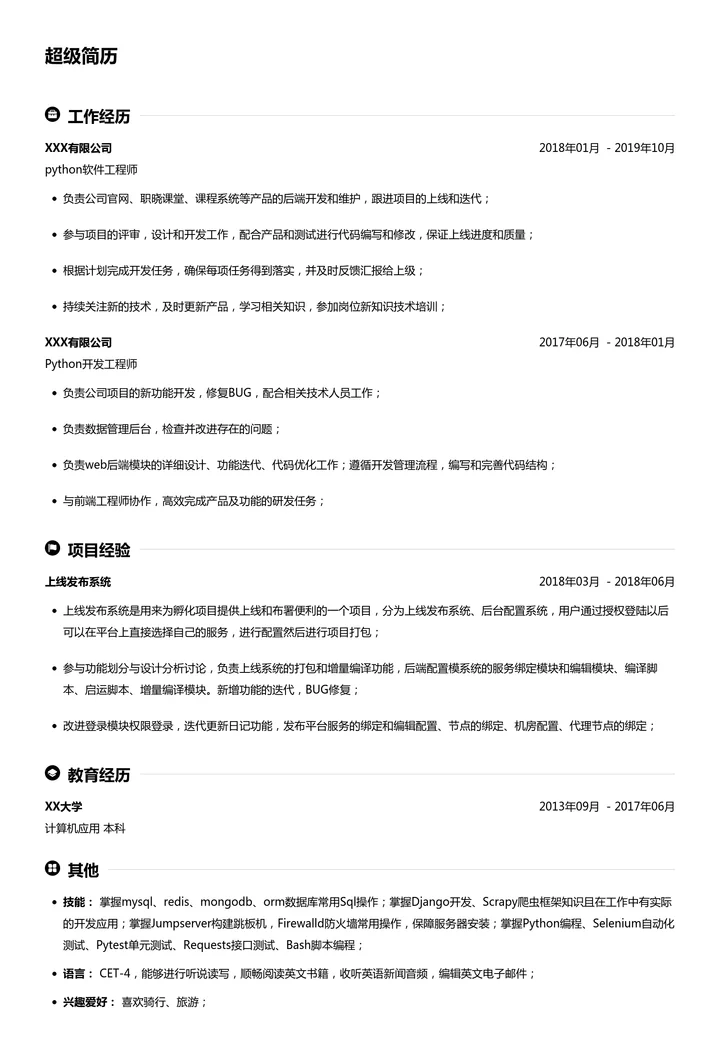 超级简历
工作经历
XXX有限公司 2018年01月 - 2019年10月
python软件工程师
负责公司官网、职晓课堂、课程系统等产品的后端开发和维护，跟进项目的上线和迭代；
参与项目的评审，设计和开发工作，配合产品和测试进行代码编写和修改，保证上线进度和质量；
根据计划完成开发任务，确保每项任务得到落实，并及时反馈汇报给上级；
持续关注新的技术，及时更新产品，学习相关知识，参加岗位新知识技术培训；
XXX有限公司 2017年06月 - 2018年01月
Python开发工程师
负责公司项目的新功能开发，修复BUG，配合相关技术人员工作；
负责数据管理后台，检查并改进存在的问题；
负责web后端模块的详细设计、功能迭代、代码优化工作；遵循开发管理流程，编写和完善代码结构；
与前端工程师协作，高效完成产品及功能的研发任务；
项目经验
上线发布系统 2018年03月 - 2018年06月
上线发布系统是用来为孵化项目提供上线和布署便利的一个项目，分为上线发布系统、后台配置系统，用户通过授权登陆以后
可以在平台上直接选择自己的服务，进行配置然后进行项目打包；
参与功能划分与设计分析讨论，负责上线系统的打包和增量编译功能，后端配置模系统的服务绑定模块和编辑模块、编译脚
本、启运脚本、增量编译模块。新增功能的迭代，BUG修复；
改进登录模块权限登录，迭代更新日记功能，发布平台服务的绑定和编辑配置、节点的绑定、机房配置、代理节点的绑定；
教育经历
XX大学 2013年09月 - 2017年06月
计算机应用 本科
其他
技能： 掌握mysql、redis、mongodb、orm数据库常用Sql操作；掌握Django开发、Scrapy爬虫框架知识且在工作中有实际
的开发应用；掌握Jumpserver构建跳板机，Firewalld防火墙常用操作，保障服务器安装；掌握Python编程、Selenium自动化
测试、Pytest单元测试、Requests接口测试、Bash脚本编程；
语言： CET-4，能够进行听说读写，顺畅阅读英文书籍，收听英语新闻音频，编辑英文电子邮件；
兴趣爱好： 喜欢骑行、旅游；